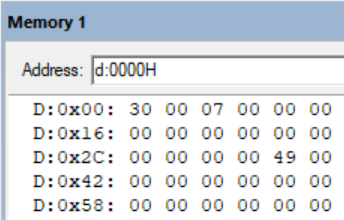 Memory 1
Address: d:0000H
D:0x00: 30 00 07 00 00 00
D:0x16: 00 00 00 00 00 00
D:0x2C: 00 00 00 00 49 00
D:0x42: 00 00 00 00 00 00
D:0x58: 00 00 00 00 00 00